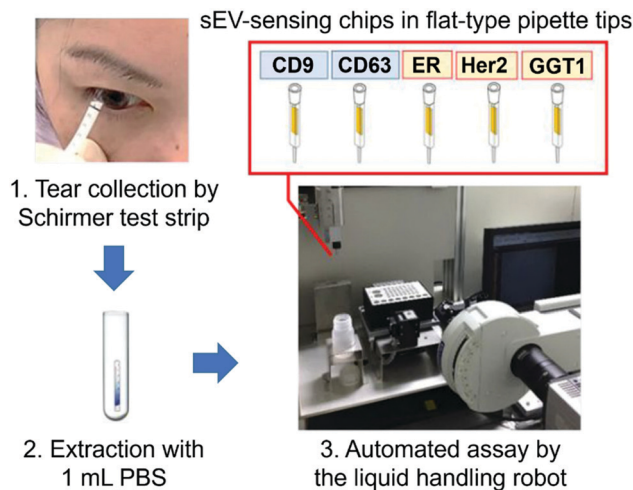 sEV-sensing chips in flat-type pipette tips
CD9 CD63 ER Her2 GGT1
1. Tear collection by
Schirmer test strip
2. Extraction with
1 mL PBS
3. Automated assay by
the liquid handling robot